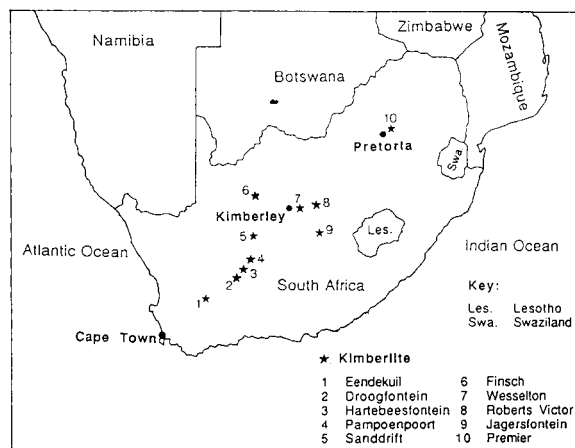 Zimbabwe
Namibia
Mozambique
Botswana
10
Pretoria
Swa.
6
Kimberley
7
8
5
9
Les.
Atlantic Ocean
Indian Ocean
4
3
2
South Africa
1
Key:
Les. Lesotho
Swa. Swaziland
Cape Town
★ Kimberlite
1 Eendekuil 6 Finsch
2 Droogfontein 7 Wesselton
3 Hartebeesfontein 8 Roberts Victor
4 Pampoenpoort 9 Jagersfontein
5 Sanddrift 10 Premier